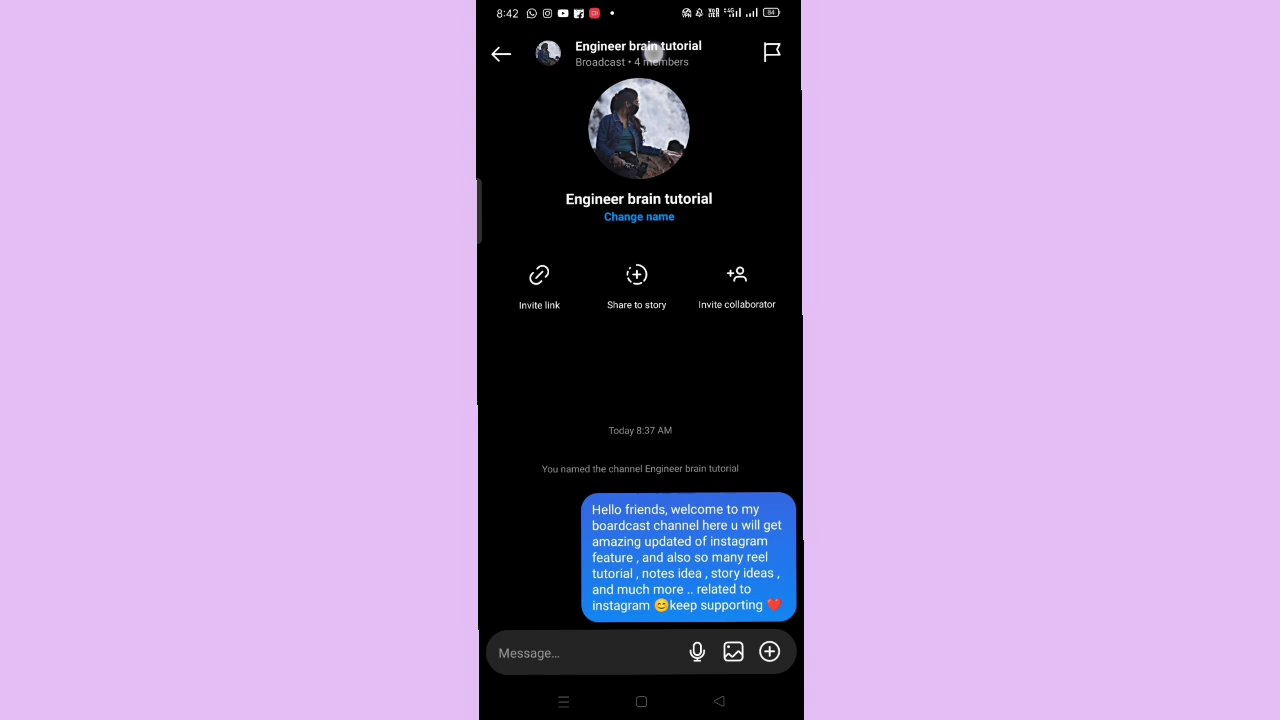 8:42
84
Engineer brain tutorial
Broadcast • 4 members
Engineer brain tutorial
Change name
Invite link
Share to story
Invite collaborator
Today 8:37 AM
You named the channel Engineer brain tutorial
Hello friends, welcome to my
boardcast channel here u will get
amazing updated of instagram
feature , and also so many reel
tutorial , notes idea , story ideas ,
and much more .. related to
instagram 😊keep supporting ❤️
Message...